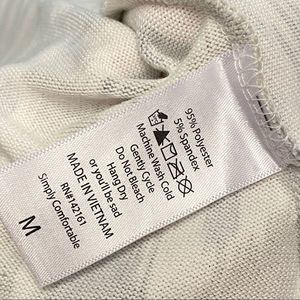 95% Polyester
5% Spandex
Machine Wash Cold
Gently Cycle
Do Not Bleach
Hang Dry
or you'll be sad
MADE IN VIETNAM
RN#142161
Simply Comfortable
M